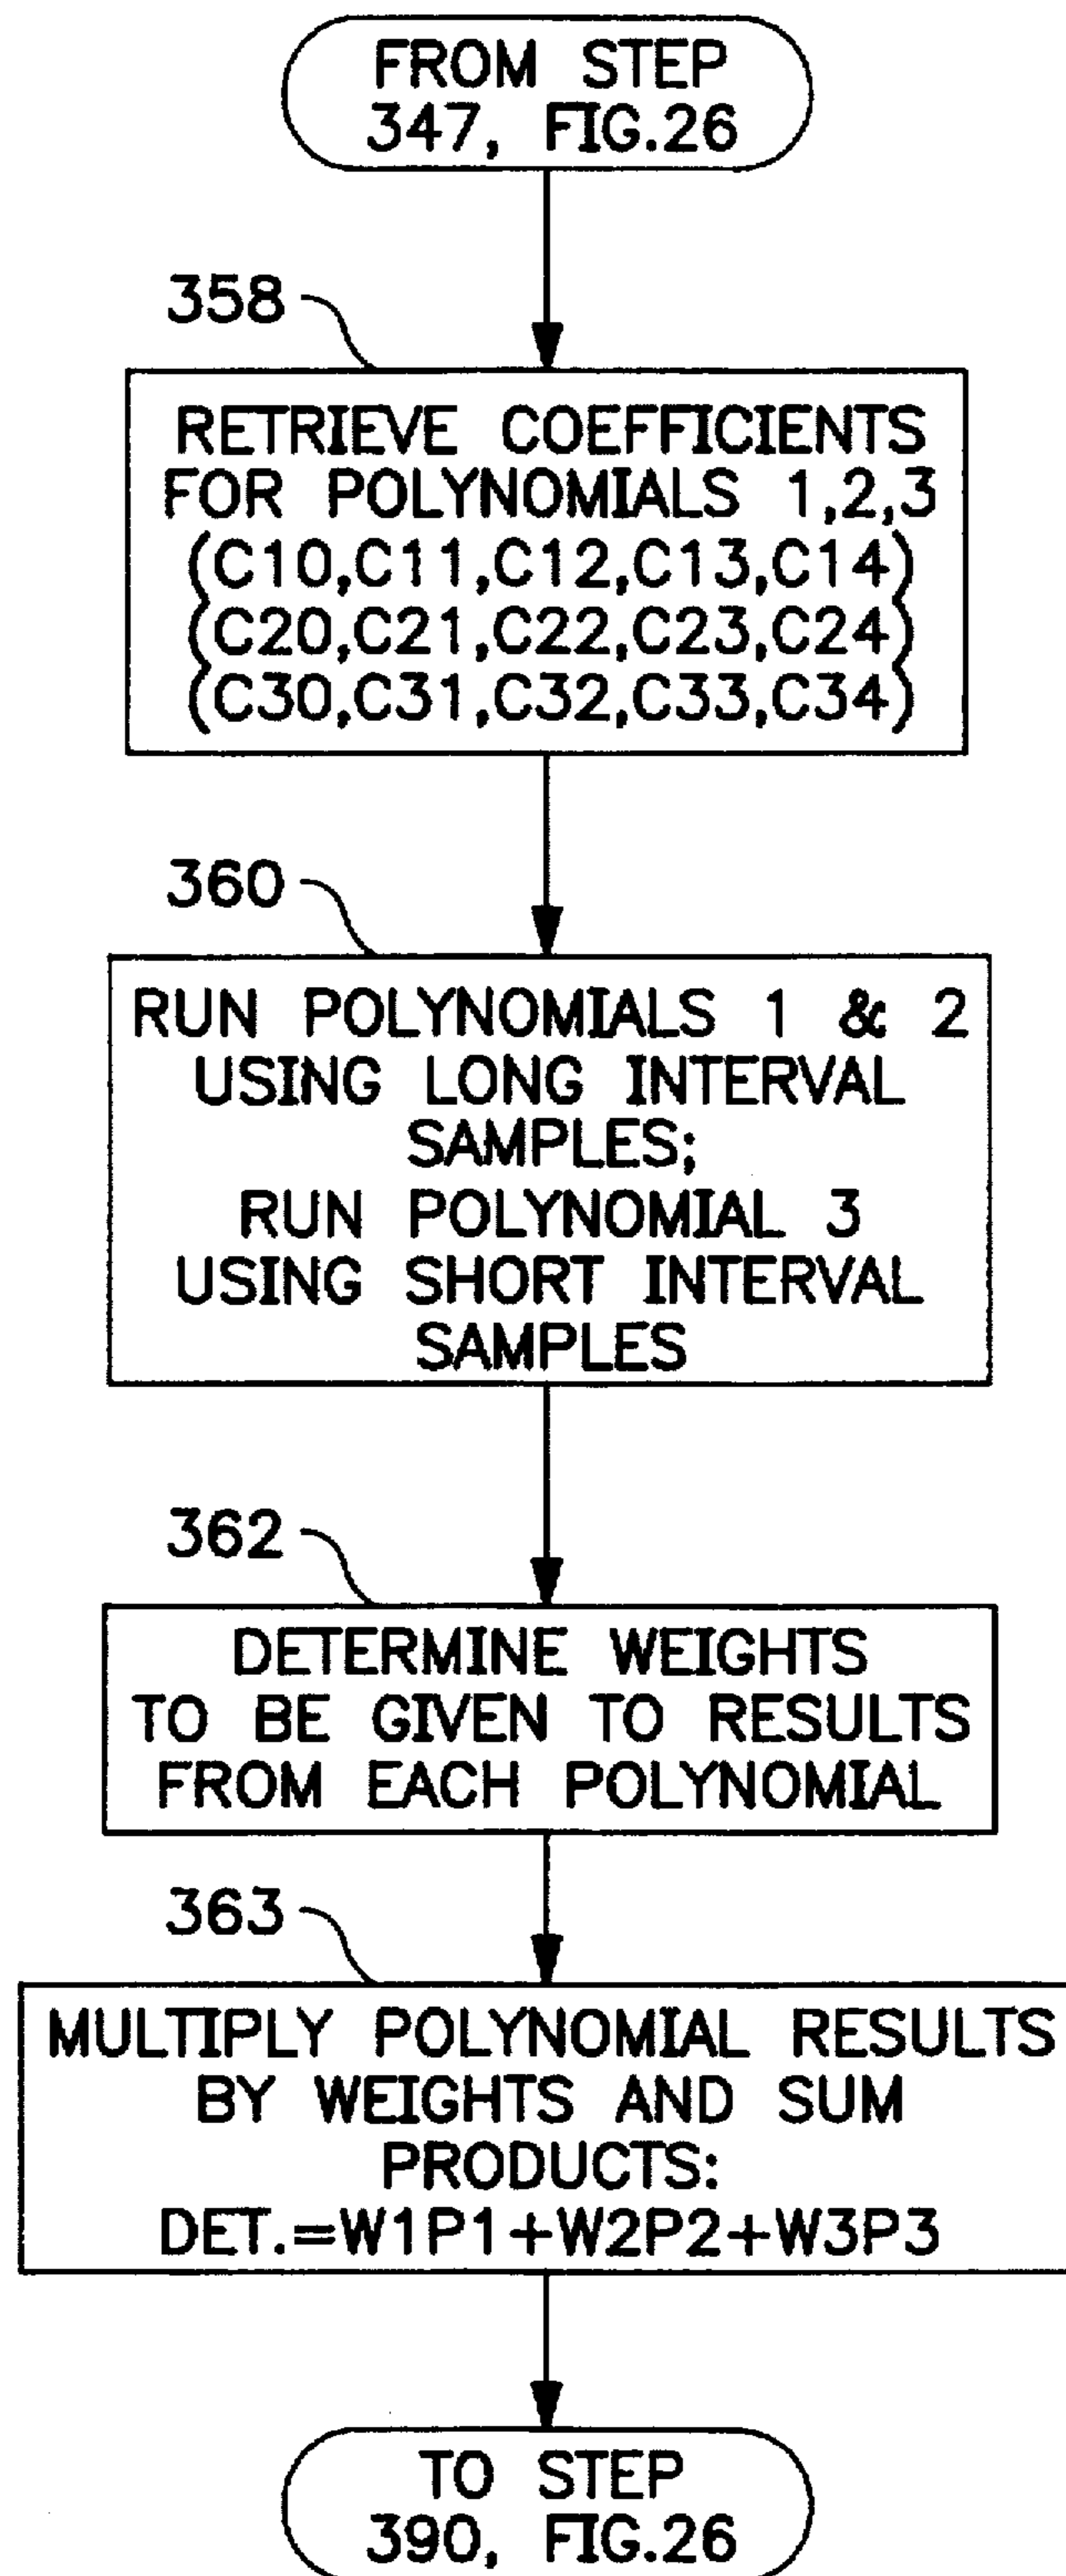 FROM STEP
347, FIG.26
358
RETRIEVE COEFFICIENTS
FOR POLYNOMIALS 1,2,3
(C10,C11,C12,C13,C14)
(C20,C21,C22,C23,C24)
(C30,C31,C32,C33,C34)
360
RUN POLYNOMIALS 1 & 2
USING LONG INTERVAL
SAMPLES;
RUN POLYNOMIAL 3
USING SHORT INTERVAL
SAMPLES
362
DETERMINE WEIGHTS
TO BE GIVEN TO RESULTS
FROM EACH POLYNOMIAL
363
MULTIPLY POLYNOMIAL RESULTS
BY WEIGHTS AND SUM
PRODUCTS:
DET.=W1P1+W2P2+W3P3
TO STEP
390, FIG.26